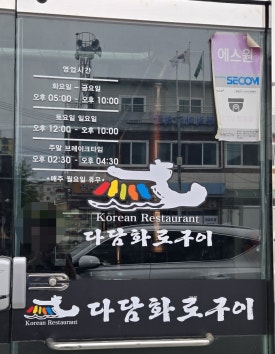 영업시간
화요일 ~ 금요일
오후 05:00 ~ 오후 10:00
토요일 일요일
오후 12:00 ~ 오후 10:00
주말 브레이크타임
오후 02:30 ~ 오후 04:30
*매주 월요일 휴무*
에스원
SECOM
Korean Restaurant
다담화로구이
Korean Restaurant
다담화로구이